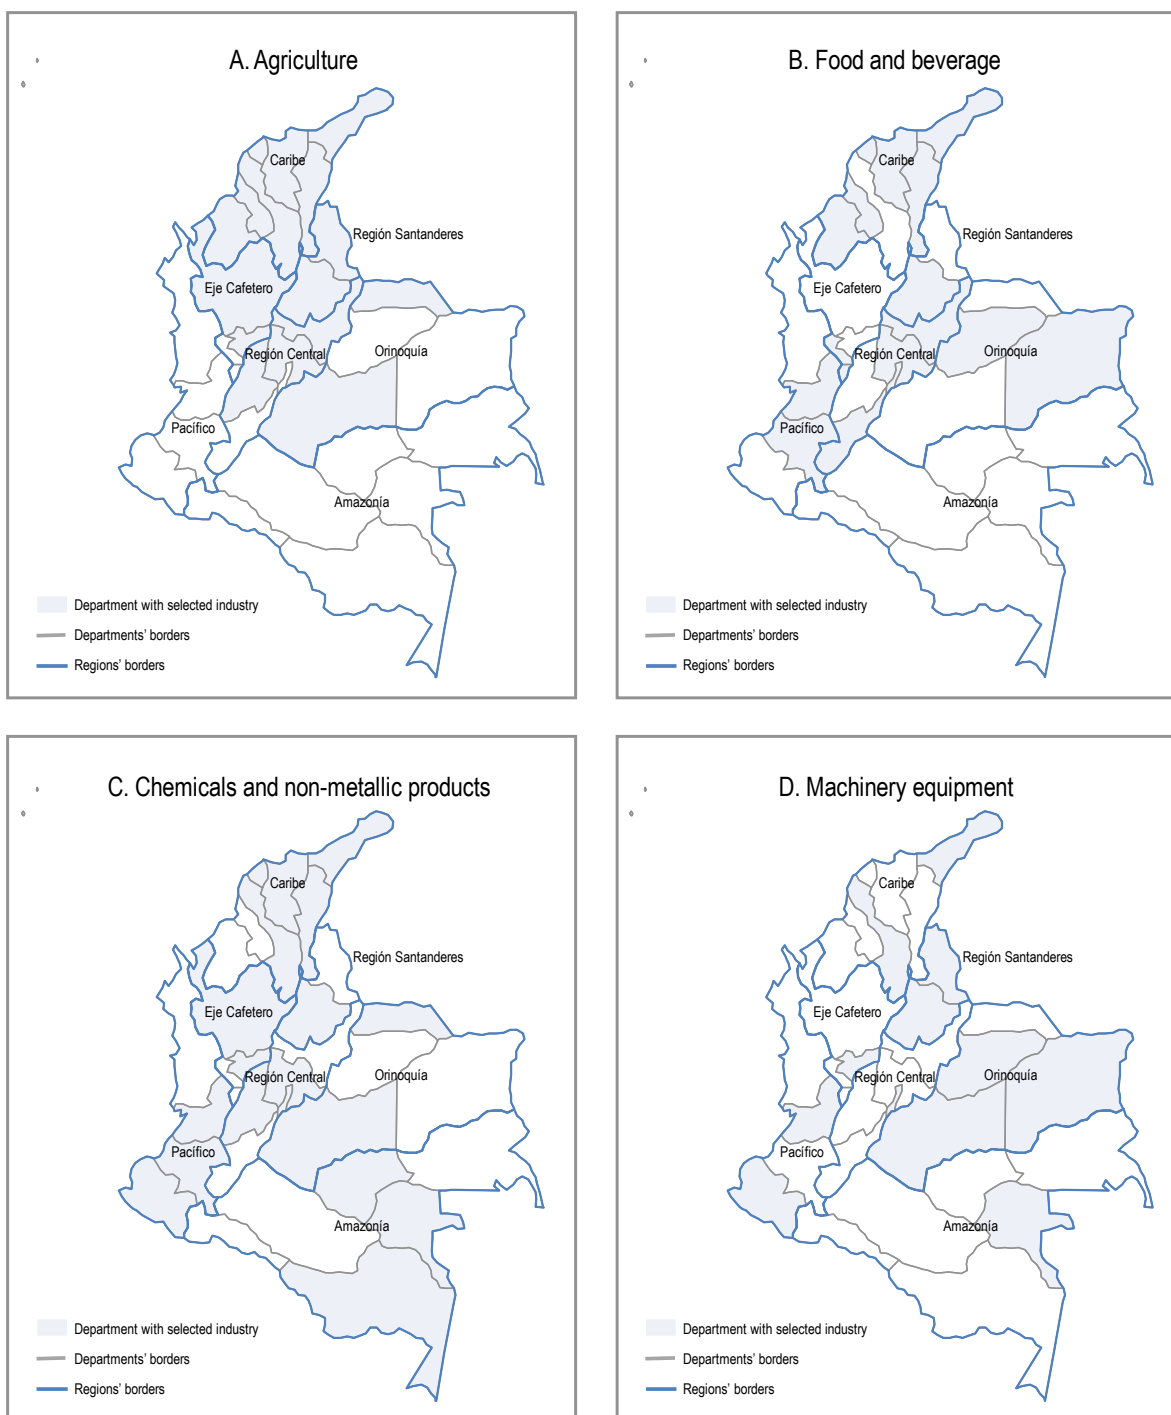 A. Agriculture
Caribe
Región Santanderes
Eje Cafetero
Región Central
Orinoquía
Pacífico
Amazonía
Department with selected industry
Departments' borders
Regions' borders
B. Food and beverage
Caribe
Región Santanderes
Eje Cafetero
Región Central
Orinoquía
Pacífico
Amazonía
Department with selected industry
Departments' borders
Regions' borders
C. Chemicals and non-metallic products
Caribe
Región Santanderes
Eje Cafetero
Región Central
Orinoquía
Pacífico
Amazonía
Department with selected industry
Departments' borders
Regions' borders
D. Machinery equipment
Caribe
Región Santanderes
Eje Cafetero
Región Central
Orinoquía
Pacífico
Amazonía
Department with selected industry
Departments' borders
Regions' borders